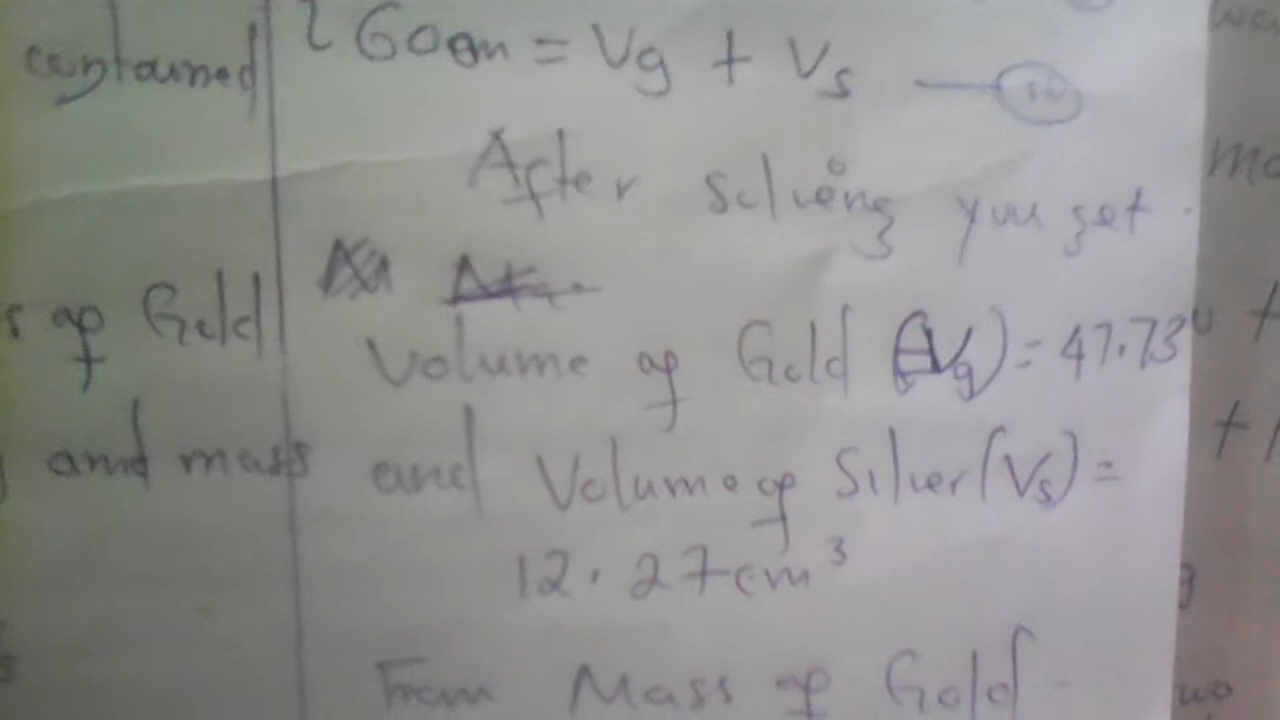 contained
s of Gold
and mass
60cm = Vg + Vs
After solving you get
Volume of Gold (Vg) = 47.73
and Volume of Silver (Vs) =
12.27cm³
From Mass of Gold